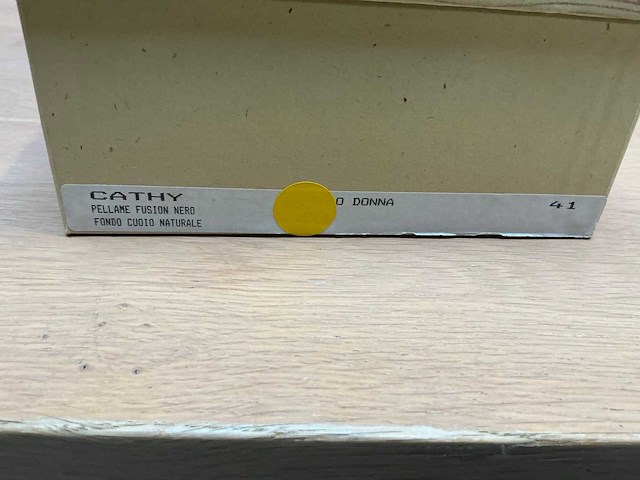 CATHY
PELLAME FUSION NERO
FONDO CUOIO NATURALE
O DONNA
41